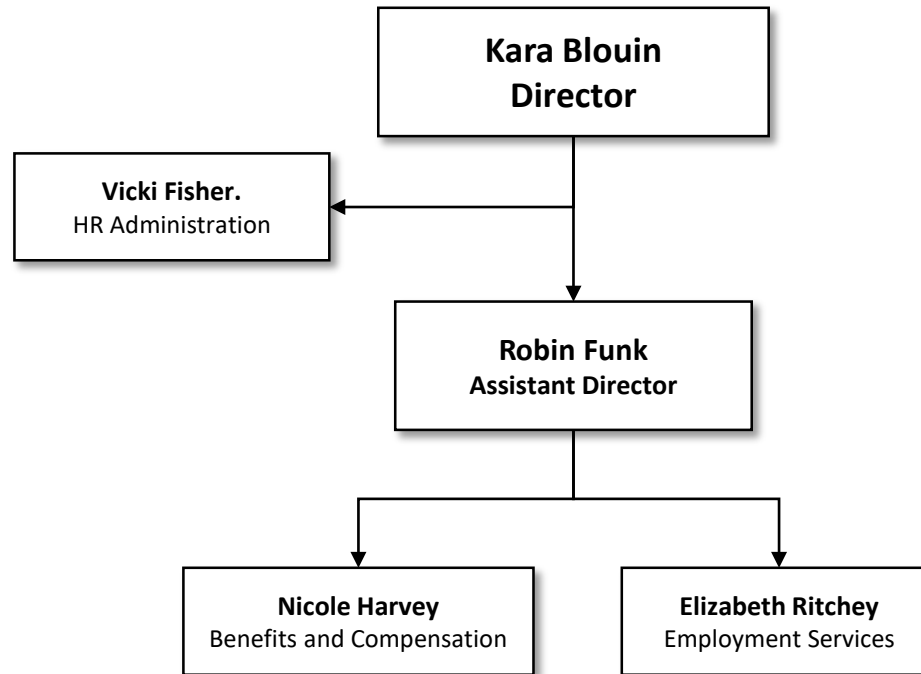 Kara Blouin
Director
Vicki Fisher.
HR Administration
Robin Funk
Assistant Director
Nicole Harvey
Benefits and Compensation
Elizabeth Ritchey
Employment Services